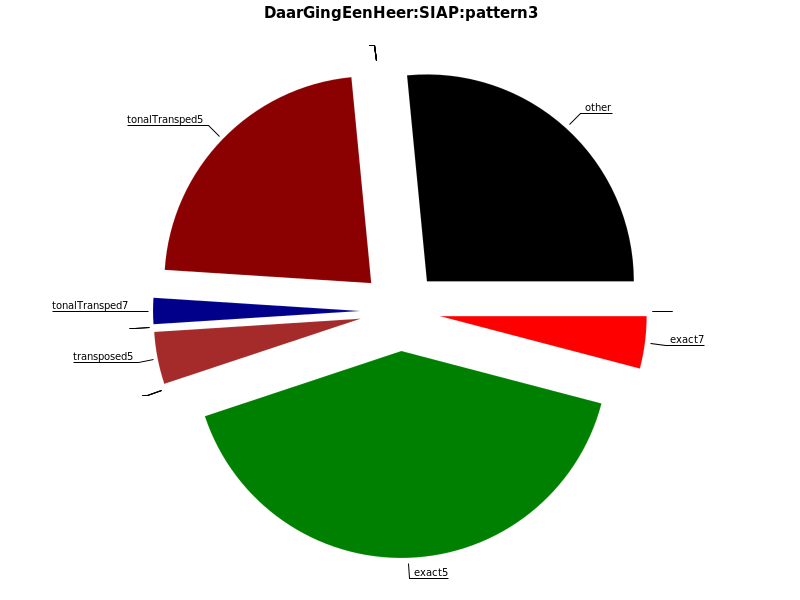 DaarGingEenHeer:SIAP:pattern3
other
tonalTransped5
tonalTransped7
exact7
transposed5
exact5